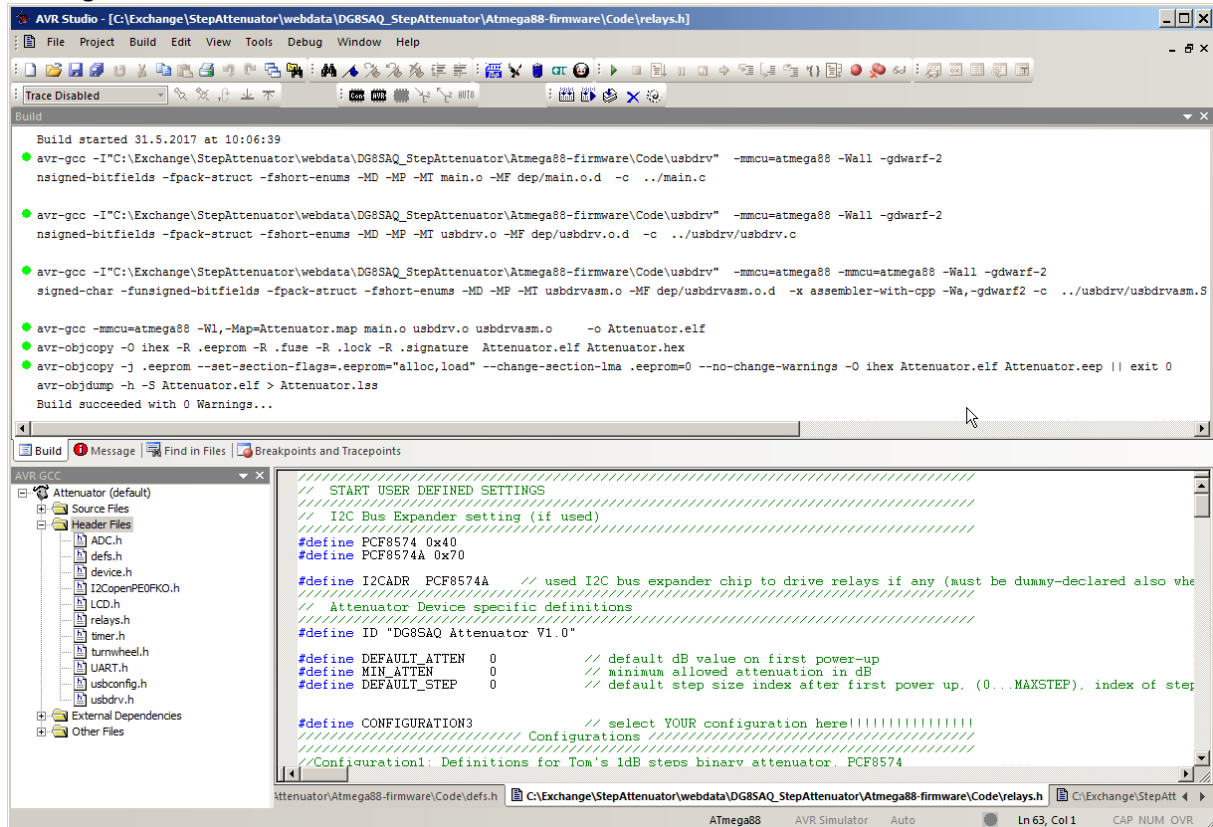 AVR Studio - [C:\Exchange\StepAttenuator\webdata\DG8SAQ_StepAttenuator\Atmega88-firmware\Code\relays.h]
File Project Build Edit View Tools Debug Window Help
Trace Disabled
AUTO
Build
Build started 31.5.2017 at 10:06:39
avr-gcc -I"C:\Exchange\StepAttenuator\webdata\DG8SAQ_StepAttenuator\Atmega88-firmware\Code\usbdrv" -mmcu=atmega88 -Wall -gdwarf-2
nsigned-bitfields -fpack-struct -fshort-enums -MD -MP -MT main.o -MF dep/main.o.d -c ../main.c
avr-gcc -I"C:\Exchange\StepAttenuator\webdata\DG8SAQ_StepAttenuator\Atmega88-firmware\Code\usbdrv" -mmcu=atmega88 -Wall -gdwarf-2
nsigned-bitfields -fpack-struct -fshort-enums -MD -MP -MT usbdrv.o -MF dep/usbdrv.o.d -c ../usbdrv/usbdrv.c
avr-gcc -I"C:\Exchange\StepAttenuator\webdata\DG8SAQ_StepAttenuator\Atmega88-firmware\Code\usbdrv" -mmcu=atmega88 -mmcu=atmega88 -Wall -gdwarf-2
signed-char -funsigned-bitfields -fpack-struct -fshort-enums -MD -MP -MT usbdrvasm.o -MF dep/usbdrvasm.o.d -x assembler-with-cpp -Wa,-gdwarf2 -c ../usbdrv/usbdrvasm.S
avr-gcc -mmcu=atmega88 -Wl,-Map=Attenuator.map main.o usbdrv.o usbdrvasm.o -o Attenuator.elf
avr-objcopy -O ihex -R .eeprom -R .fuse -R .lock -R .signature Attenuator.elf Attenuator.hex
avr-objcopy -j .eeprom --set-section-flags=.eeprom="alloc,load" --change-section-lma .eeprom=0 --no-change-warnings -O ihex Attenuator.elf Attenuator.eep || exit 0
avr-objdump -h -S Attenuator.elf > Attenuator.lss
Build succeeded with 0 Warnings...
Build Message Find in Files Breakpoints and Tracepoints
AVR GCC
Attenuator (default)
Source Files
Header Files
ADC.h
defs.h
device.h
I2CopenPE0FKO.h
LCD.h
relays.h
timer.h
turnwheel.h
UART.h
usbconfig.h
usbdrv.h
External Dependencies
Other Files
////////////////////////////////////////////////////////////////////////////////
// START USER DEFINED SETTINGS
////////////////////////////////////////////////////////////////////////////////
// I2C Bus Expander setting (if used)
////////////////////////////////////////////////////////////////////////////////
#define PCF8574 0x40
#define PCF8574A 0x70
#define I2CADR PCF8574A // used I2C bus expander chip to drive relays if any (must be dummy-declared also whe
////////////////////////////////////////////////////////////////////////////////
// Attenuator Device specific definitions
////////////////////////////////////////////////////////////////////////////////
#define ID "DG8SAQ Attenuator V1.0"
#define DEFAULT_ATTEN 0 // default dB value on first power-up
#define MIN_ATTEN 0 // minimum allowed attenuation in dB
#define DEFAULT_STEP 0 // default step size index after first power up, (0...MAXSTEP), index of step
#define CONFIGURATION3 // select YOUR configuration here!!!!!!!!!!!!!!!!!
/////////////////////////// Configurations ///////////////////////////////////////
////////////////////////////////////////////////////////////////////////////////
//Configuration1: Definitions for Tom's 1dB steps binary attenuator, PCF8574
ttenuator\Atmega88-firmware\Code\defs.h C:\Exchange\StepAttenuator\webdata\DG8SAQ_StepAttenuator\Atmega88-firmware\Code\relays.h C:\Exchange\StepAtt
ATmega88 AVR Simulator Auto Ln 63, Col 1 CAP NUM OVR